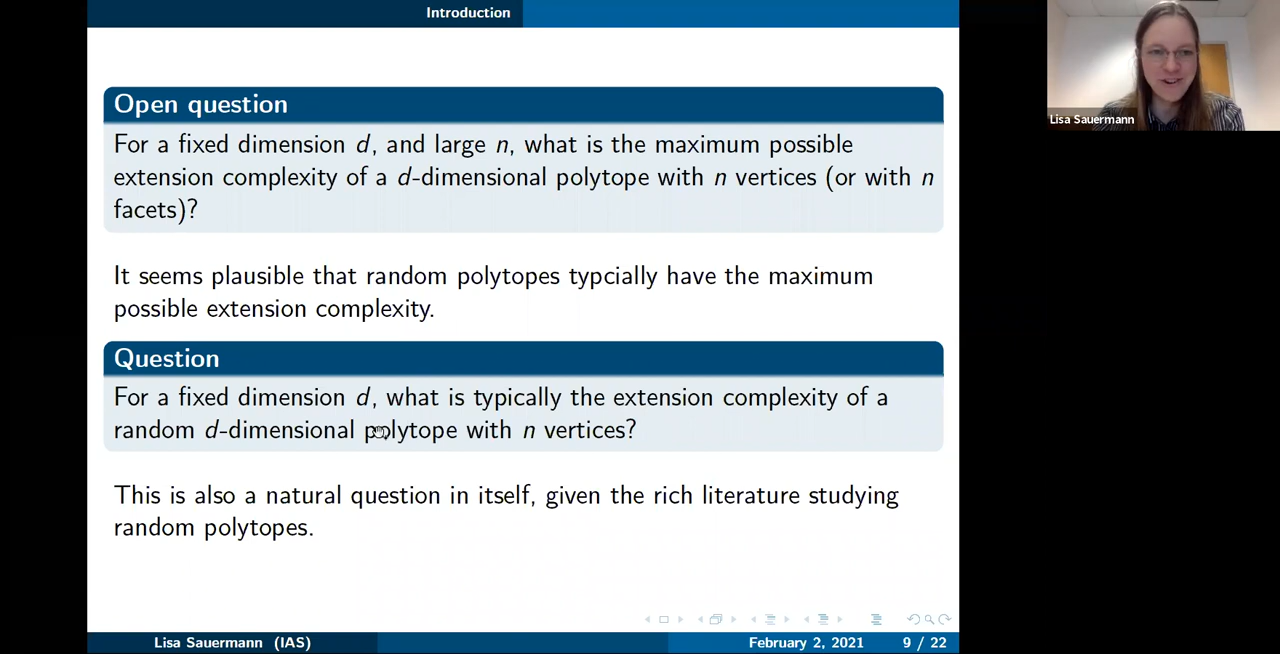 Introduction
Open question
For a fixed dimension d, and large n, what is the maximum possible
extension complexity of a d-dimensional polytope with n vertices (or with n
facets)?
It seems plausible that random polytopes typcially have the maximum
possible extension complexity.
Question
For a fixed dimension d, what is typically the extension complexity of a
random d-dimensional polytope with n vertices?
This is also a natural question in itself, given the rich literature studying
random polytopes.
Lisa Sauermann (IAS)
February 2, 2021
9 / 22
Lisa Sauermann